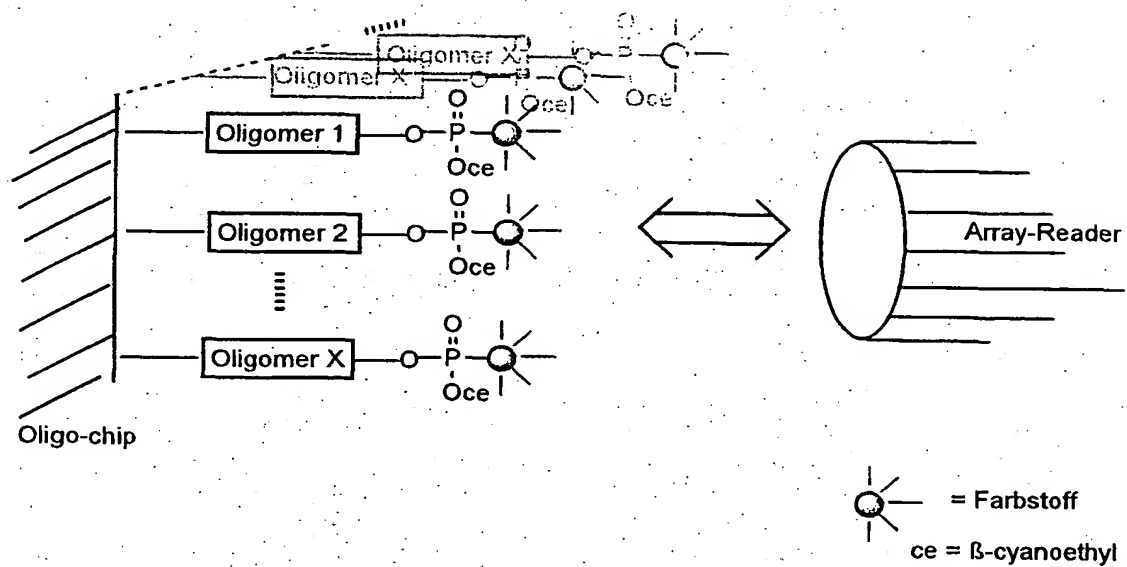 Oligomer X O P
Oligomer X O Oce
Oce
O
Oligomer 1 O P
Oce
O
Oligomer 2 O P
Oce
Array-Reader
O
Oligomer X O P
Oce
Oligo-chip
= Farbstoff
ce = ß-cyanoethyl